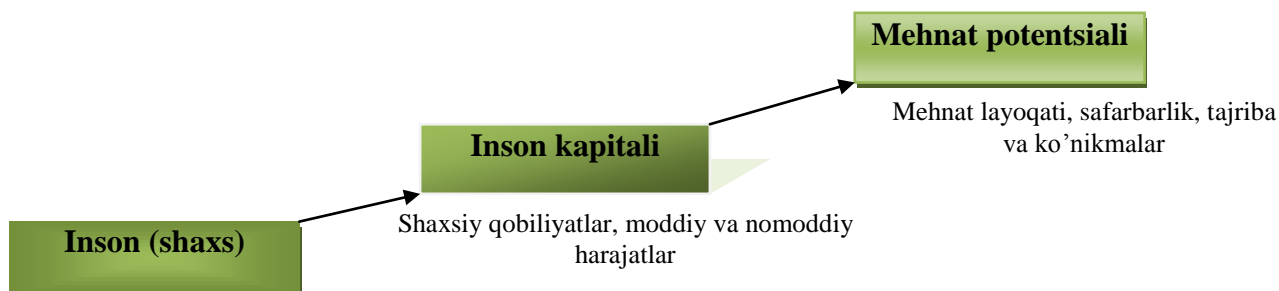 Mehnat potentsiali
Mehnat layoqati, safarbarlik, tajriba
va ko’nikmalar
Inson kapitali
Shaxsiy qobiliyatlar, moddiy va nomoddiy
harajatlar
Inson (shaxs)